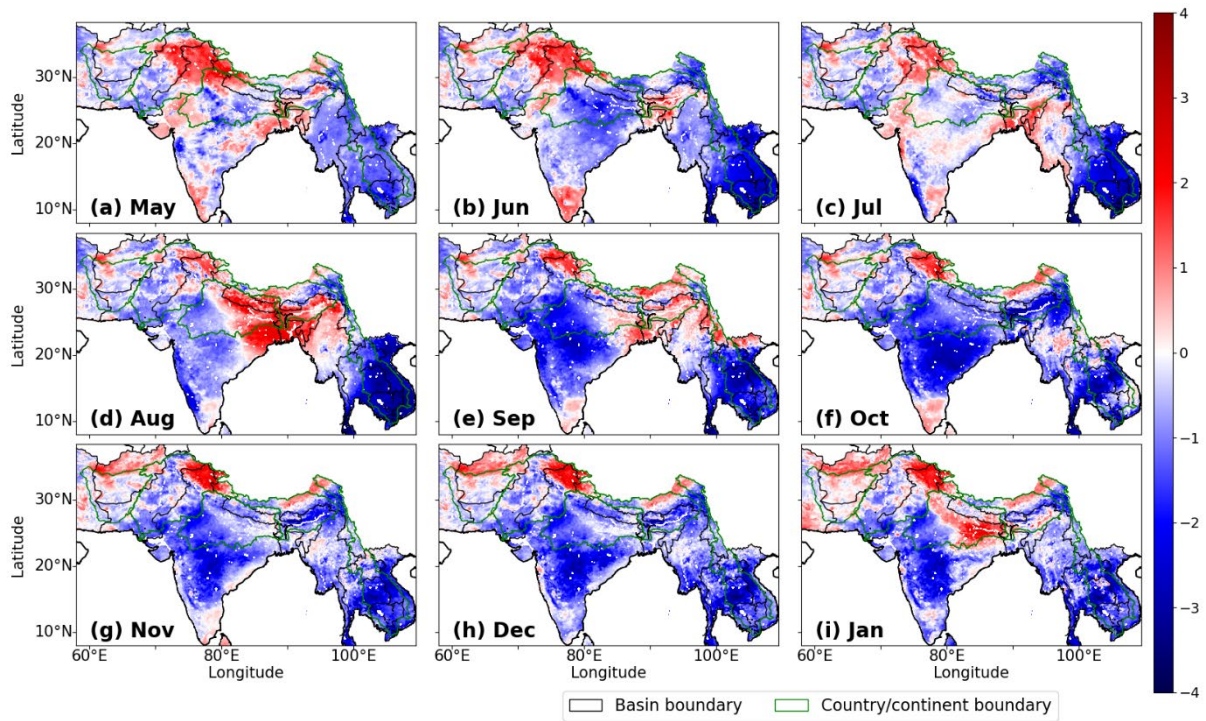 4
30°N
20°N
10°N
Latitude
(a) May
(b) Jun
(c) Jul
3
2
1
30°N
20°N
10°N
Latitude
(d) Aug
(e) Sep
(f) Oct
0
−1
−2
30°N
20°N
10°N
Latitude
(g) Nov
(h) Dec
(i) Jan
−3
−4
60°E 80°E 100°E 60°E 80°E 100°E 60°E 80°E 100°E
Longitude Longitude Longitude
Basin boundary Country/continent boundary